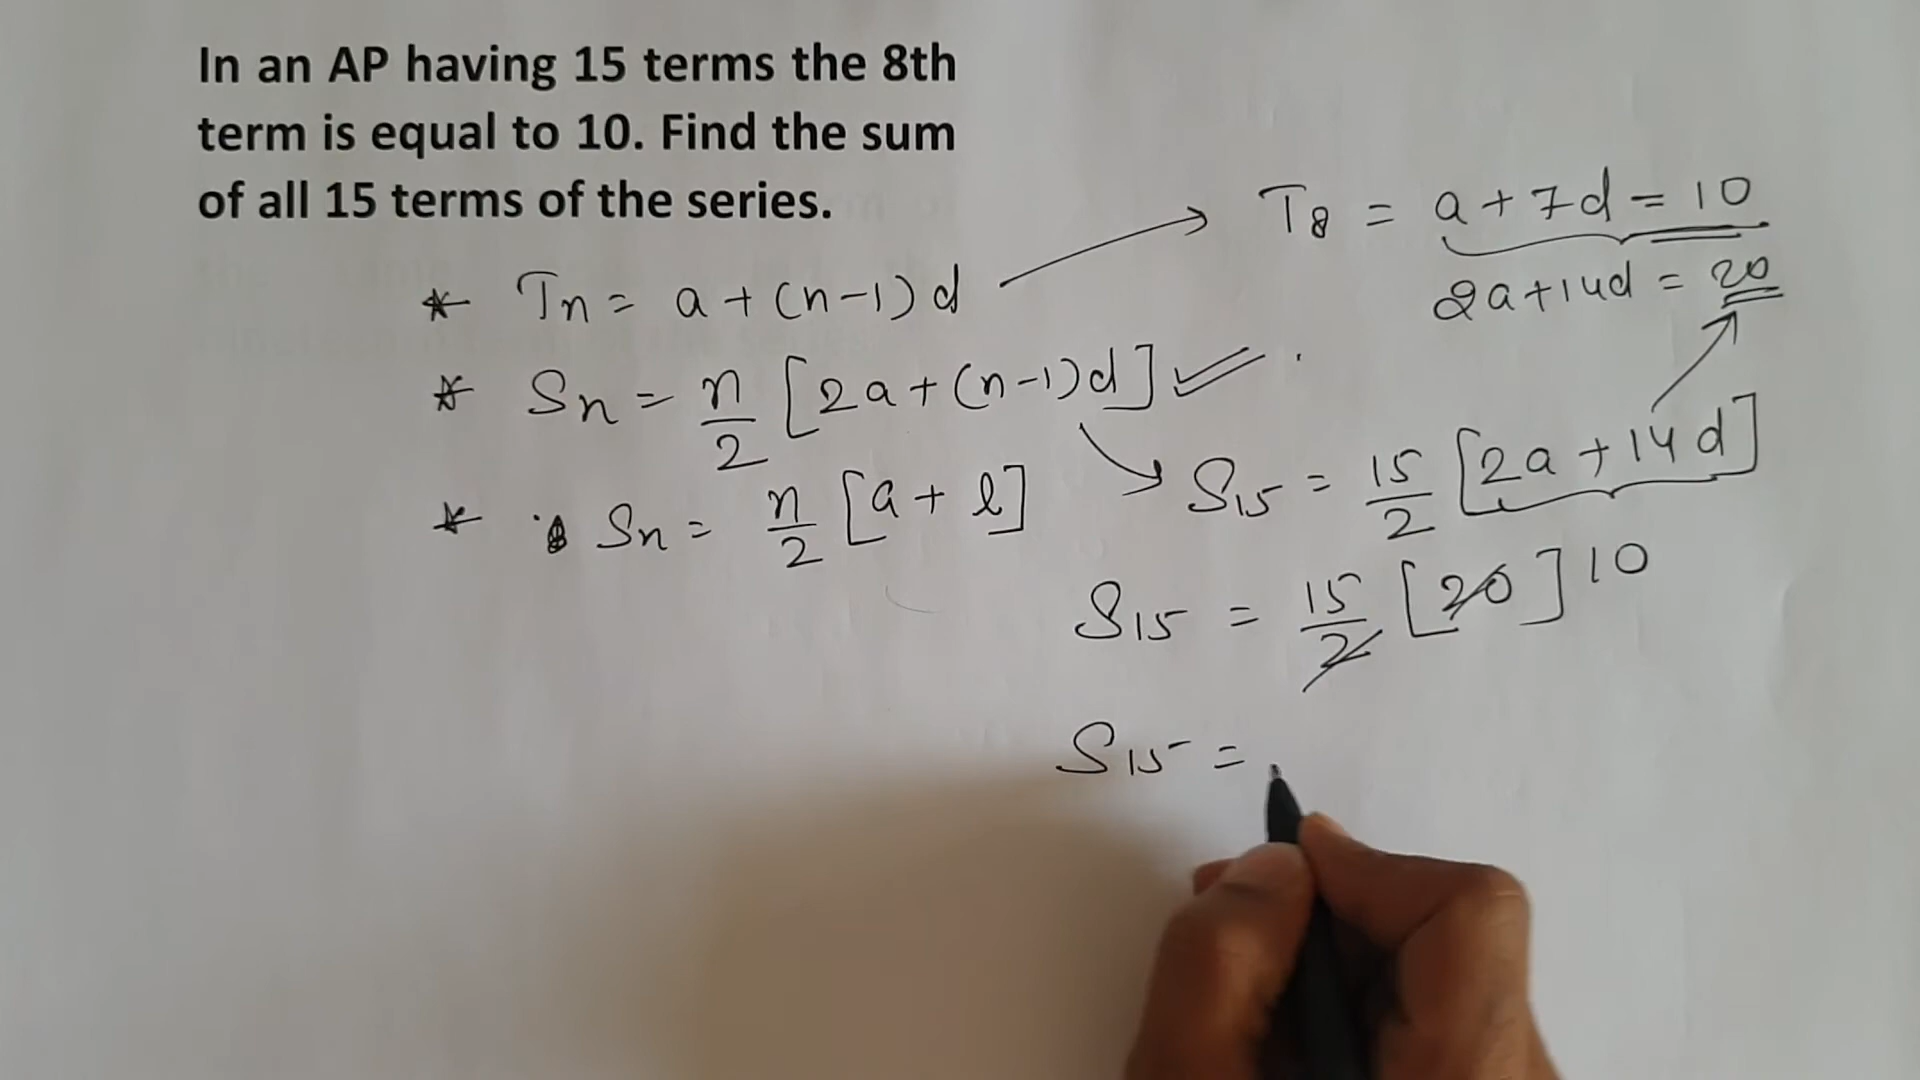 In an AP having 15 terms the 8th
term is equal to 10. Find the sum
of all 15 terms of the series.
T8 = a + 7d = 10
2a + 14d = 20
* Tn = a + (n-1) d
* Sn = n/2 [2a + (n-1)d]
* Sn = n/2 [a + l]
S15 = 15/2 [2a + 14d]
S15 = 15/2 [20] 10
S15 =